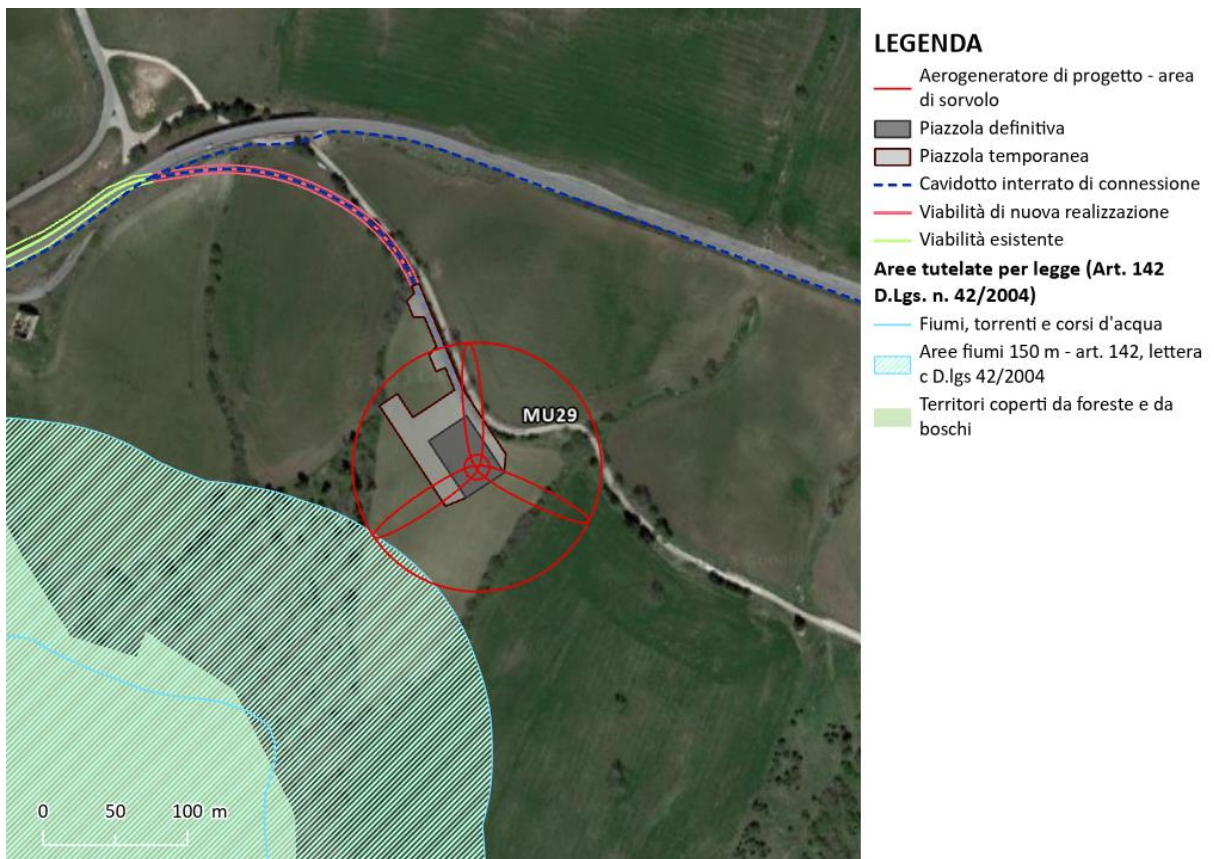 LEGENDA
Aerogeneratore di progetto - area
di sorvolo
Piazzola definitiva
Piazzola temporanea
Cavidotto interrato di connessione
Viabilità di nuova realizzazione
Viabilità esistente
Aree tutelate per legge (Art. 142
D.Lgs. n. 42/2004)
Fiumi, torrenti e corsi d'acqua
Aree fiumi 150 m - art. 142, lettera
c D.lgs 42/2004
Territori coperti da foreste e da
boschi
MU29
0 50 100 m